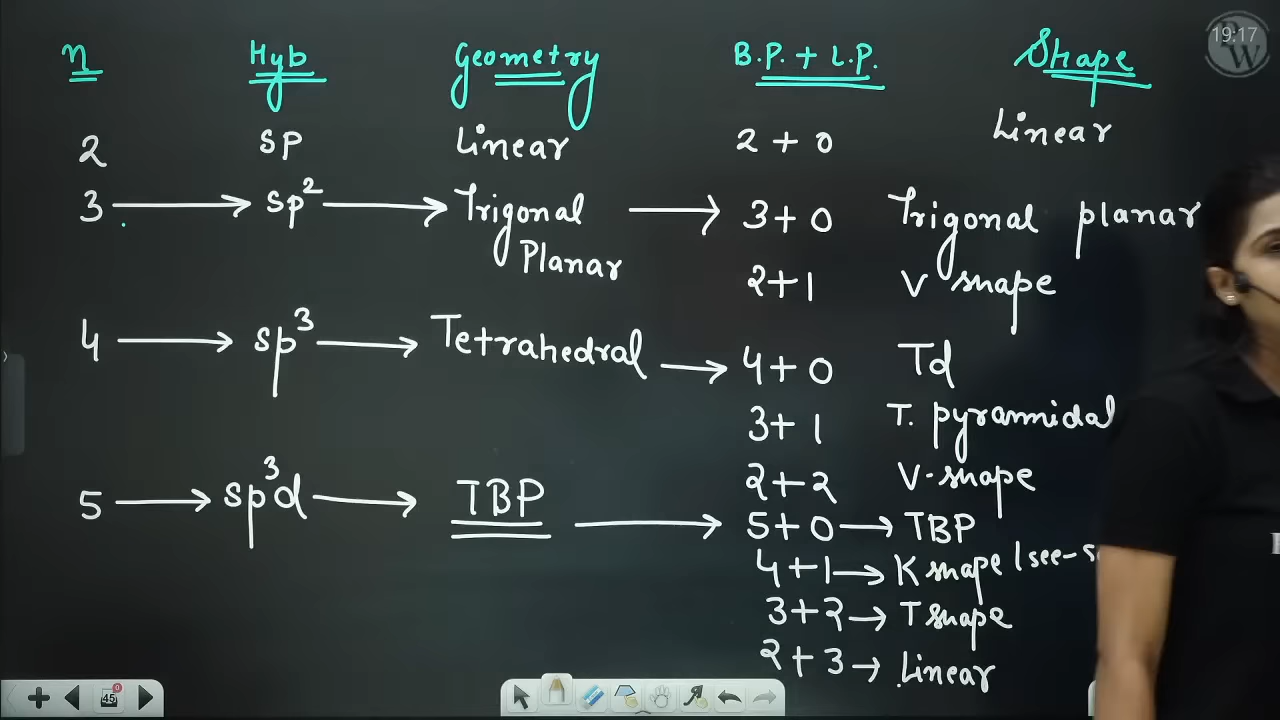 19:17
PW
n Hyb Geometry B.P. + L.P. Shape
2 SP Linear 2 + 0 Linear
3 → sp² → Trigonal Planar → 3 + 0 Trigonal planar
2 + 1 V shape
4 → sp³ → Tetrahedral → 4 + 0 Td
3 + 1 T. pyramidal
2 + 2 V-shape
5 → sp³d → TBP → 5 + 0 → TBP
4 + 1 → K shape
3 + 2 → T shape
2 + 3 → Linear
45